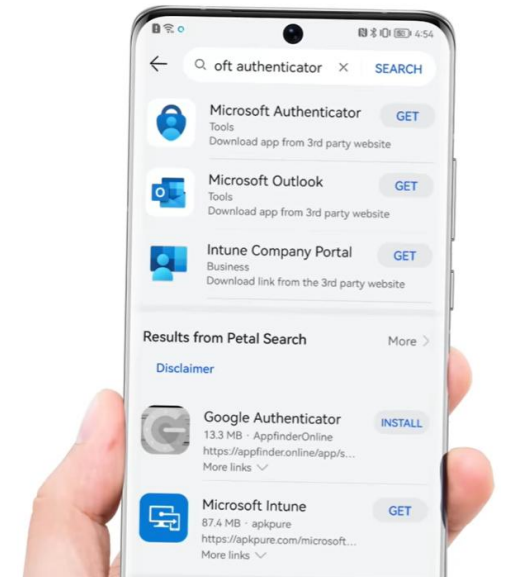 4:54
oft authenticator × SEARCH
Microsoft Authenticator GET
Tools
Download app from 3rd party website
Microsoft Outlook GET
Tools
Download app from 3rd party website
Intune Company Portal GET
Business
Download link from the 3rd party website
Results from Petal Search More
Disclaimer
Google Authenticator INSTALL
13.3 MB · AppfinderOnline
https://appfinder.online/app/s...
More links
Microsoft Intune GET
87.4 MB · apkpure
https://apkpure.com/microsoft...
More links